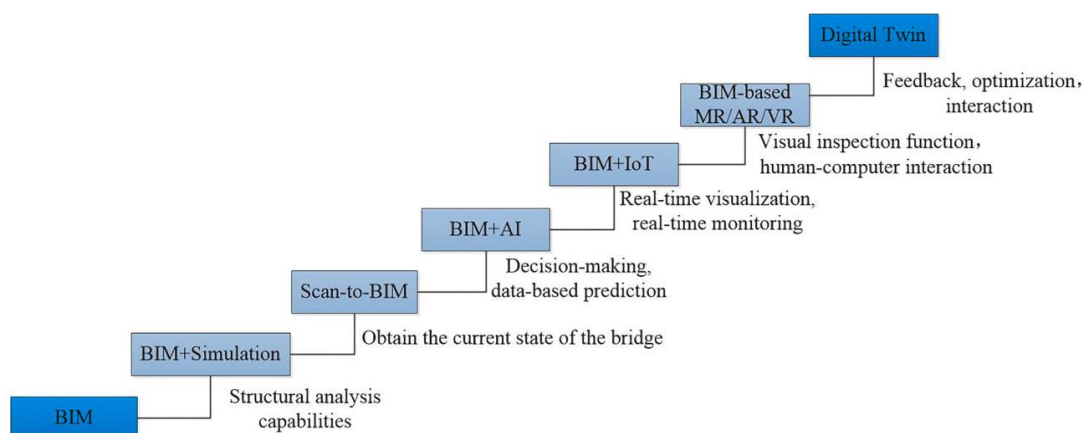 Digital Twin
Feedback, optimization，
interaction
BIM-based
MR/AR/VR
Visual inspection function，
human-computer interaction
BIM+IoT
Real-time visualization,
real-time monitoring
BIM+AI
Decision-making,
data-based prediction
Scan-to-BIM
Obtain the current state of the bridge
BIM+Simulation
Structural analysis
capabilities
BIM